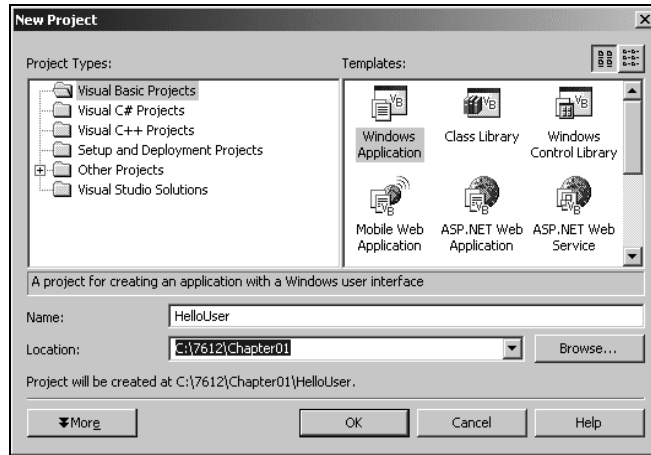 New Project
Project Types:
Templates:
Visual Basic Projects
Visual C# Projects
Visual C++ Projects
Setup and Deployment Projects
Other Projects
Visual Studio Solutions
Windows Application
Class Library
Windows Control Library
Mobile Web Application
ASP.NET Web Application
ASP.NET Web Service
A project for creating an application with a Windows user interface
Name:
HelloUser
Location:
C:\7612\Chapter01
Browse...
Project will be created at C:\7612\Chapter01\HelloUser.
More
OK
Cancel
Help